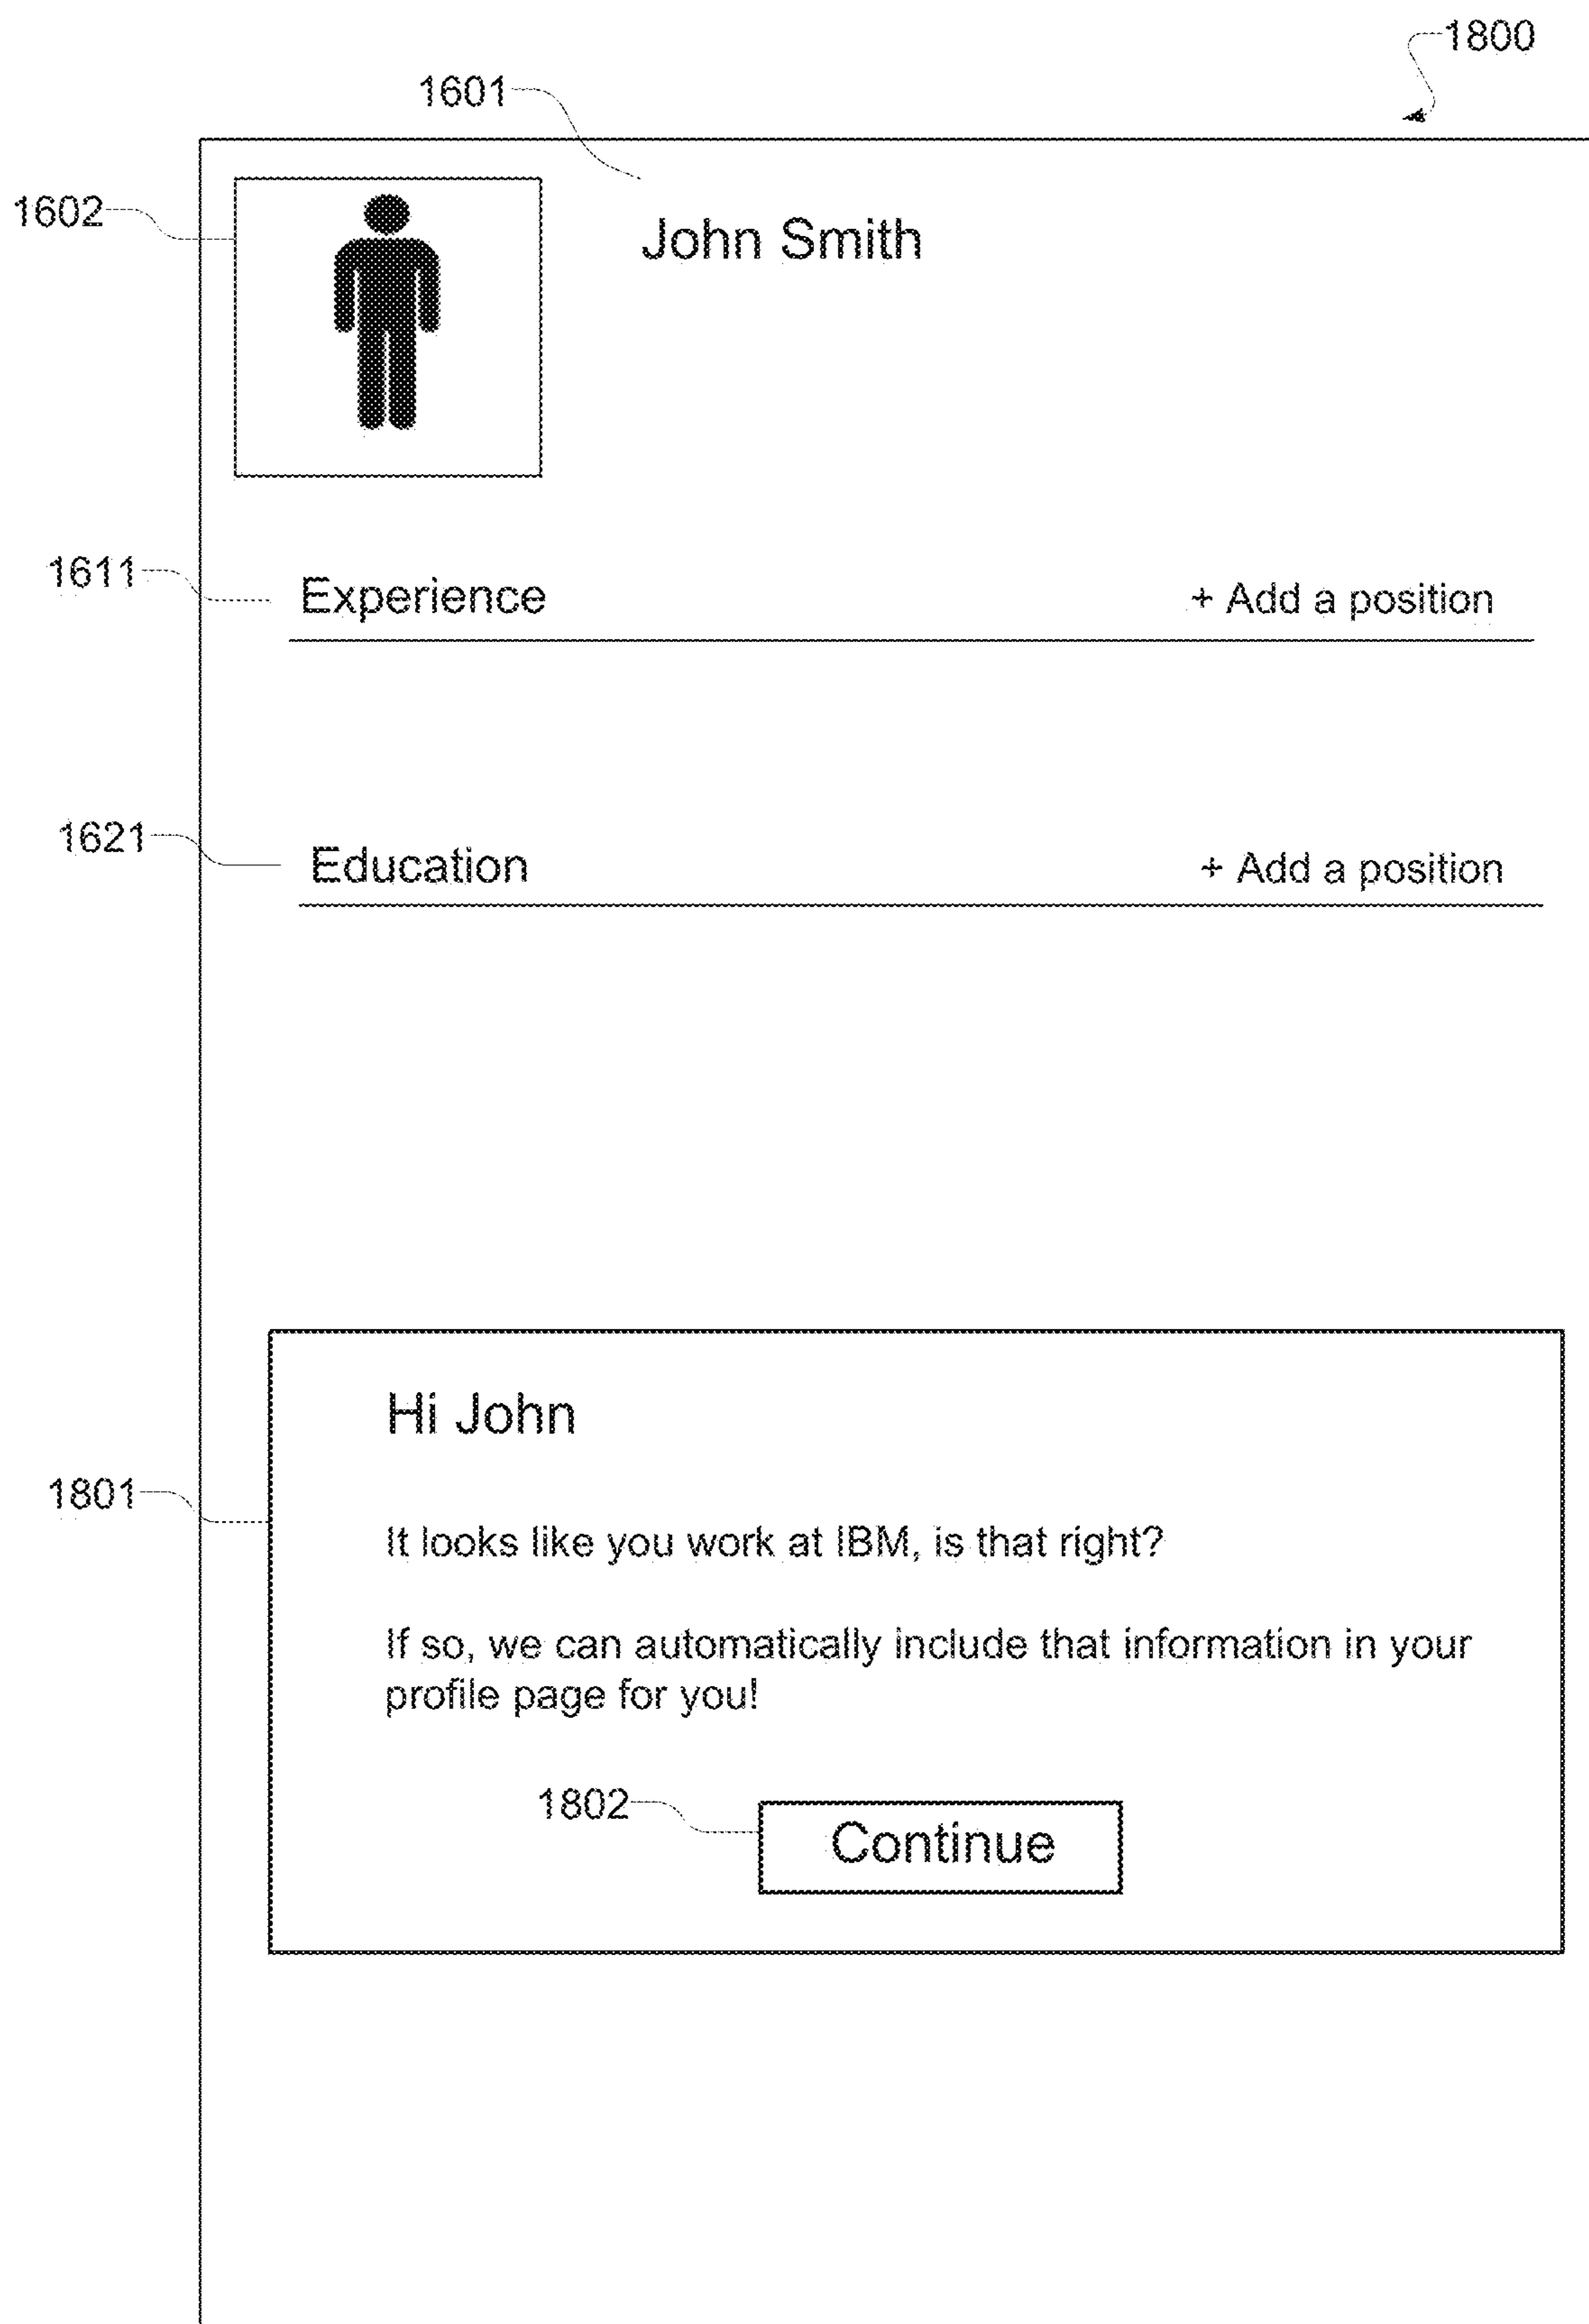 1800
1601
1602
John Smith
1611
Experience + Add a position
1621
Education + Add a position
Hi John
1801
It looks like you work at IBM, is that right?
If so, we can automatically include that information in your
profile page for you!
1802
Continue